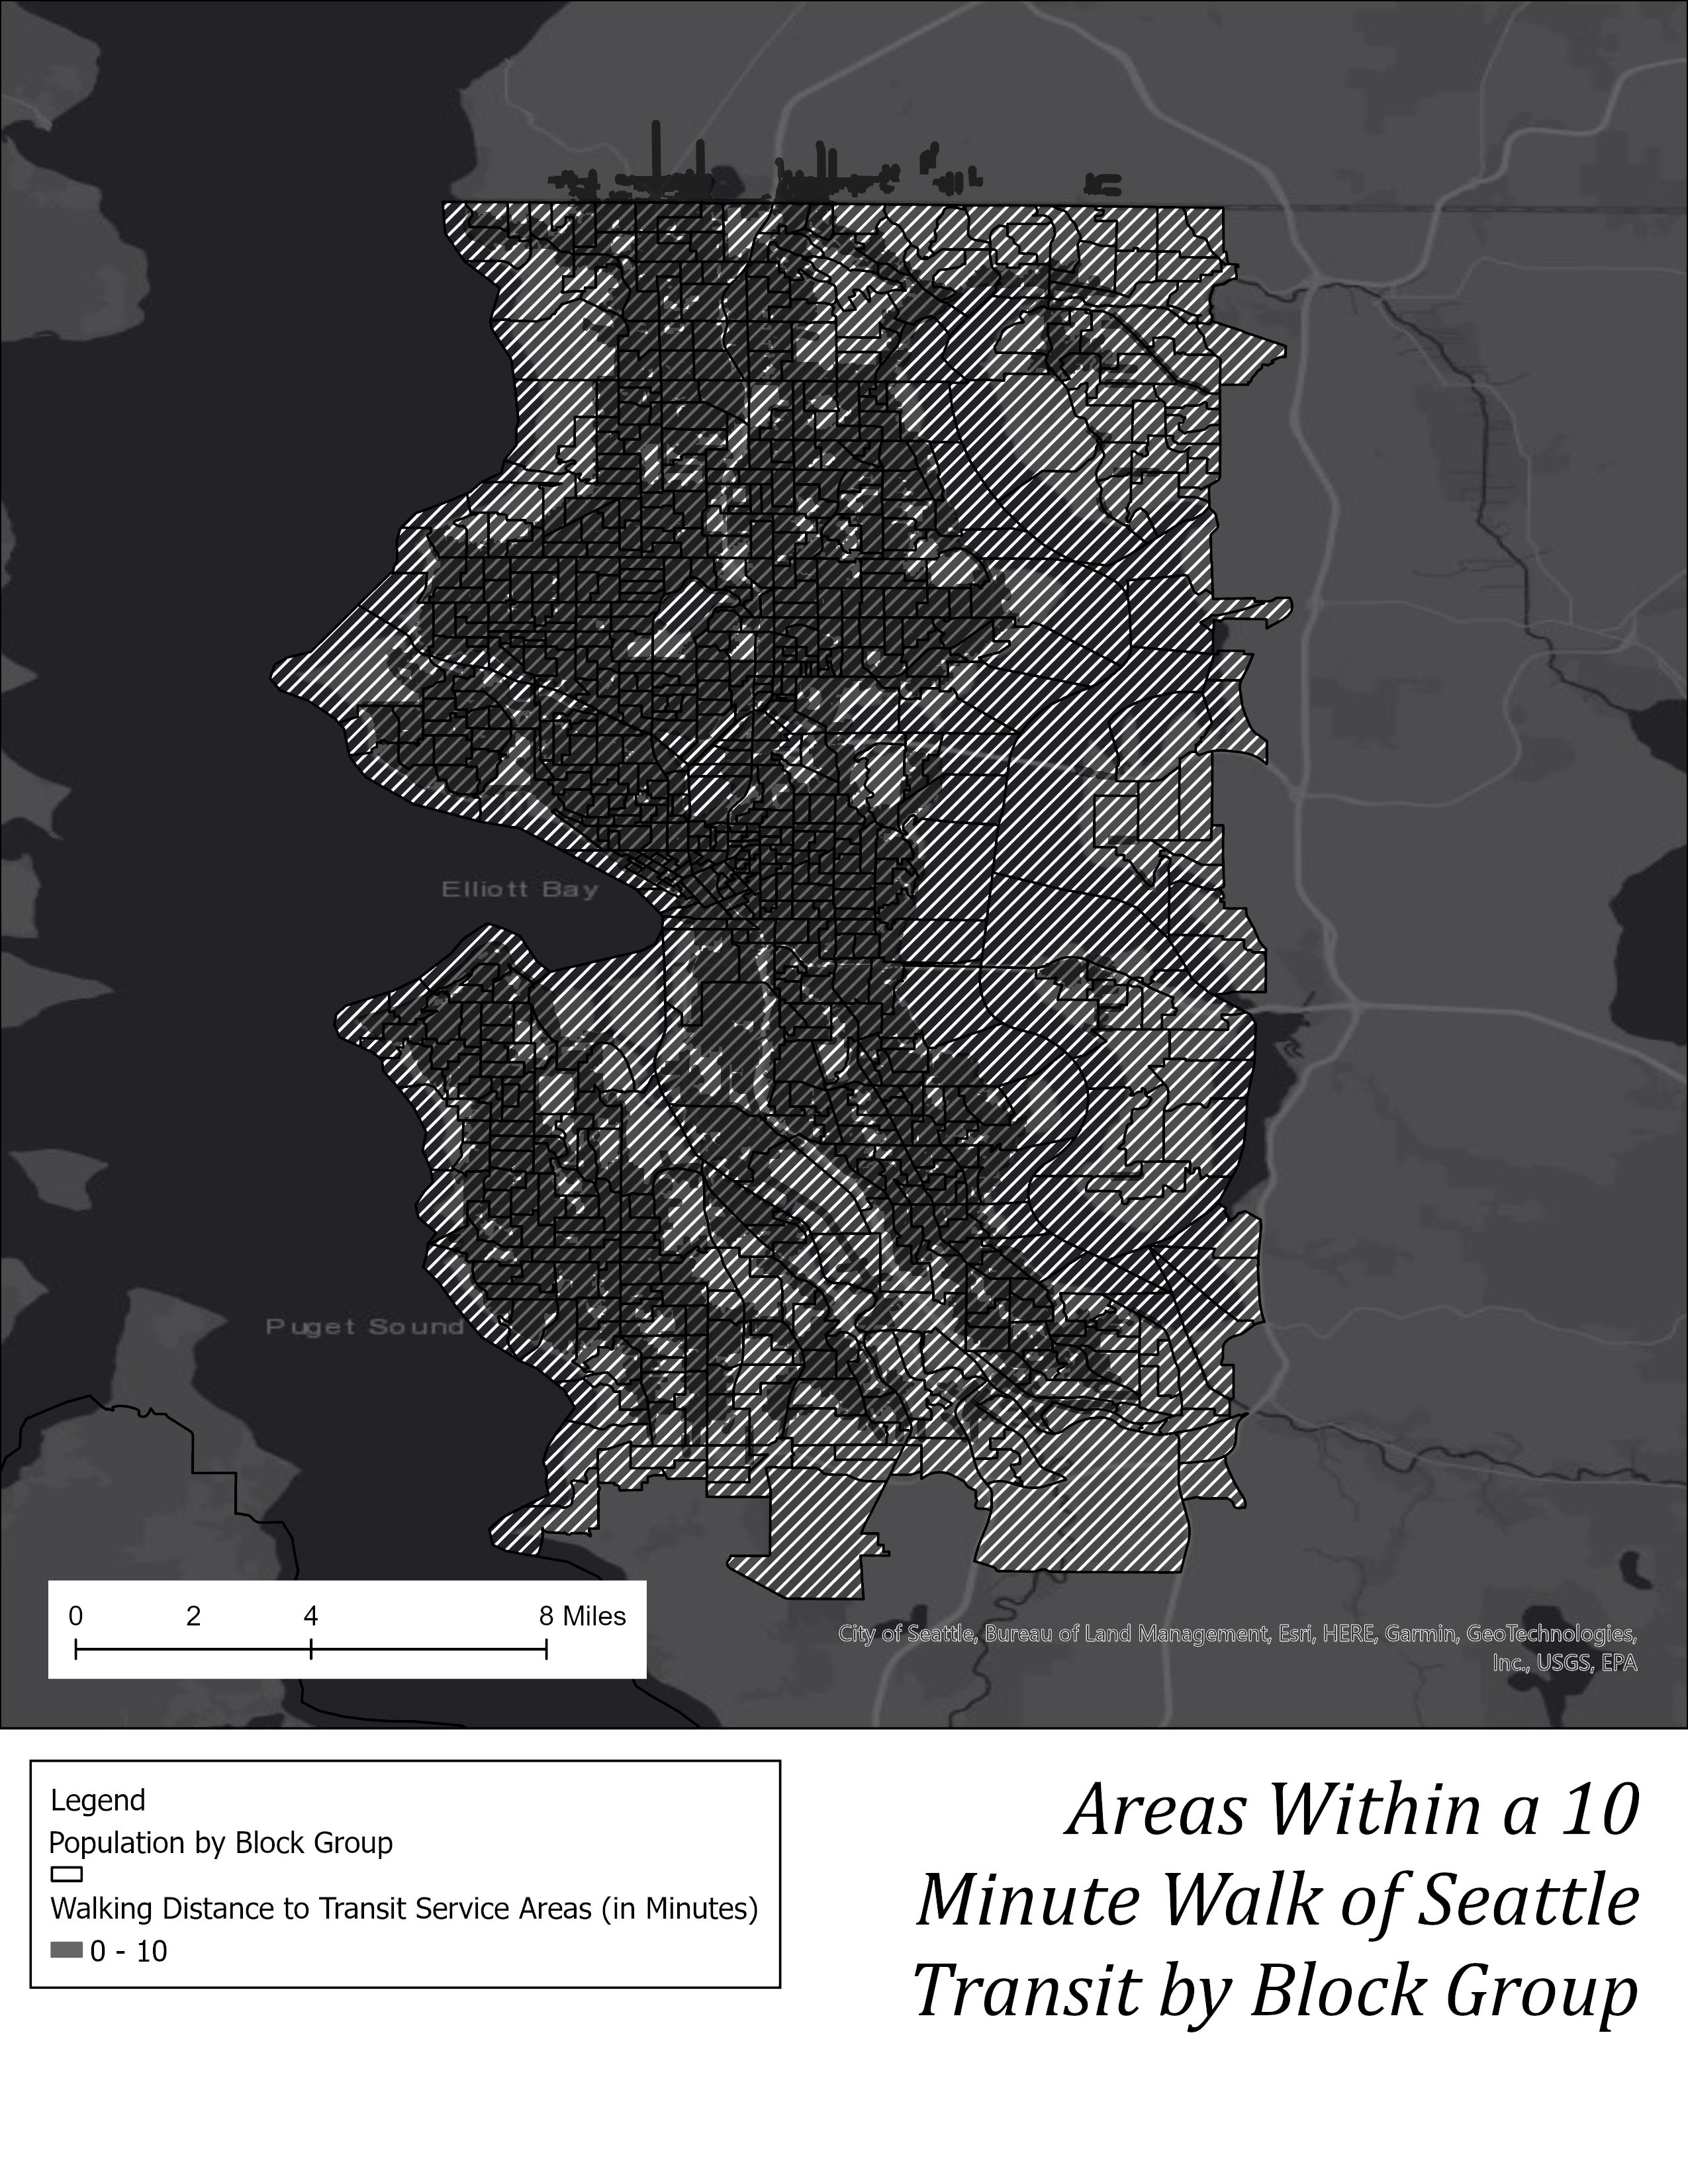 Elliott Bay
Puget Sound
0 2 4 8 Miles
City of Seattle, Bureau of Land Management, Esri, HERE, Garmin, GeoTechnologies,
Inc., USGS, EPA
Legend
Population by Block Group
Walking Distance to Transit Service Areas (in Minutes)
0 - 10
Areas Within a 10
Minute Walk of Seattle
Transit by Block Group